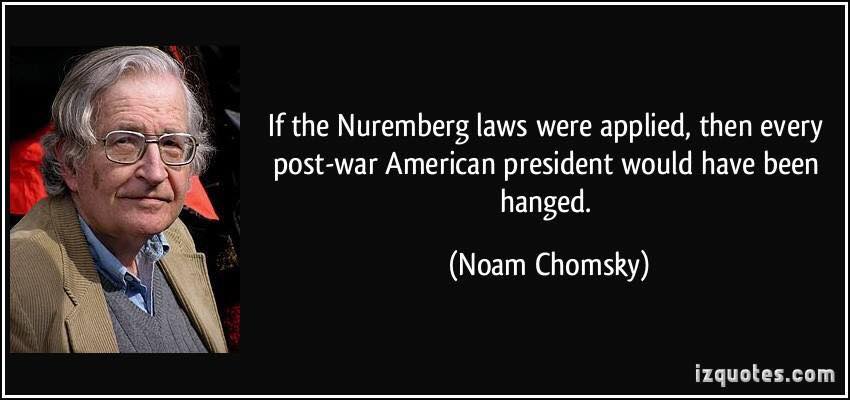 If the Nuremberg laws were applied, then every
post-war American president would have been
hanged.
(Noam Chomsky)
izquotes.com